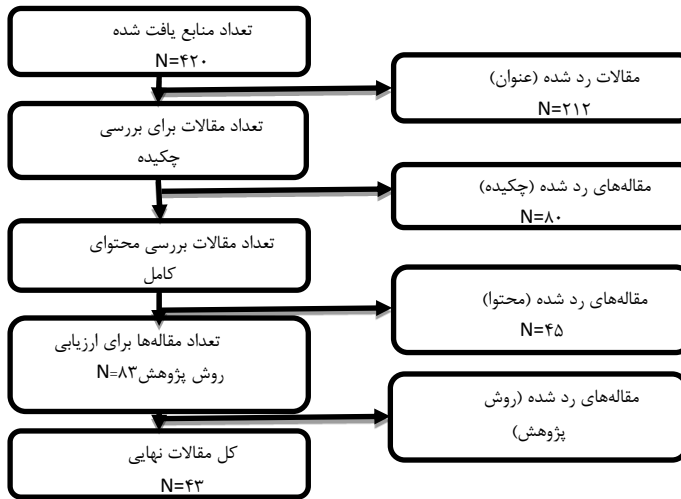 تعداد منابع یافت شده
N=۴۲۰
مقالات رد شده (عنوان)
N=۲۱۲
تعداد مقالات برای بررسی
چکیده
مقاله‌های رد شده (چکیده)
N=۸۰
تعداد مقالات بررسی محتوای
کامل
مقاله‌های رد شده (محتوا)
N=۴۵
تعداد مقاله‌ها برای ارزیابی
روش پژوهش N=۸۳
مقاله‌های رد شده (روش
پژوهش)
کل مقالات نهایی
N=۴۳